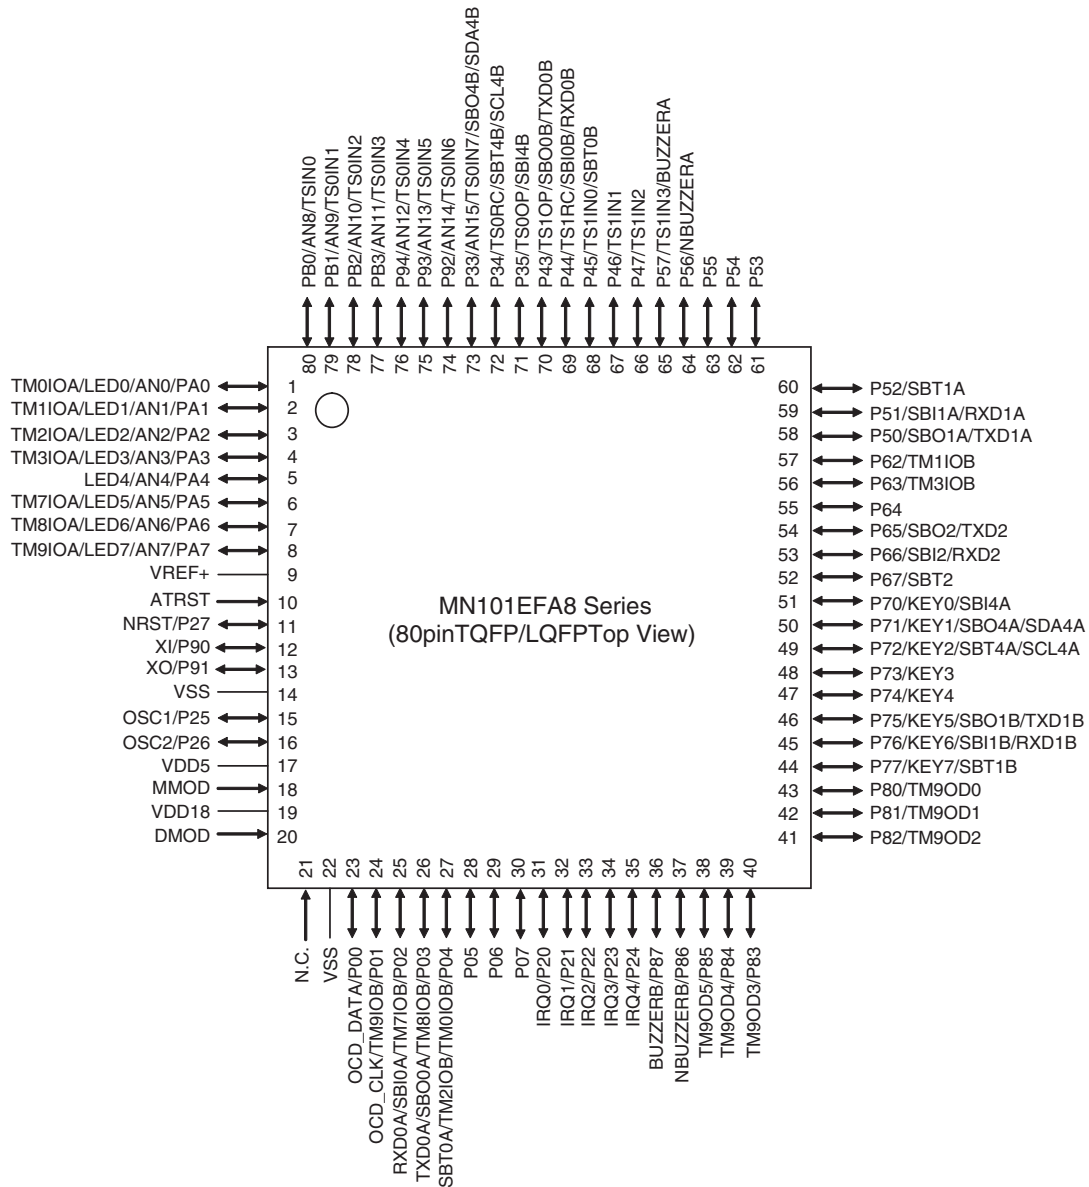 PB0/AN8/TSIN0
PB1/AN9/TS0IN1
PB2/AN10/TS0IN2
PB3/AN11/TS0IN3
P94/AN12/TS0IN4
P93/AN13/TS0IN5
P92/AN14/TS0IN6
P33/AN15/TS0IN7/SBO4B/SDA4B
P34/TS0RC/SBT4B/SCL4B
P35/TS0OP/SBI4B
P43/TS1OP/SBO0B/TXD0B
P44/TS1RC/SBI0B/RXD0B
P45/TS1IN0/SBT0B
P46/TS1IN1
P47/TS1IN2
P57/TS1IN3/BUZZERA
P56/NBUZZERA
P55
P54
P53
80 79 78 77 76 75 74 73 72 71 70 69 68 67 66 65 64 63 62 61
TM0IOA/LED0/AN0/PA0 1
TM1IOA/LED1/AN1/PA1 2
TM2IOA/LED2/AN2/PA2 3
TM3IOA/LED3/AN3/PA3 4
LED4/AN4/PA4 5
TM7IOA/LED5/AN5/PA5 6
TM8IOA/LED6/AN6/PA6 7
TM9IOA/LED7/AN7/PA7 8
VREF+ 9
ATRST 10
NRST/P27 11
XI/P90 12
XO/P91 13
VSS 14
OSC1/P25 15
OSC2/P26 16
VDD5 17
MMOD 18
VDD18 19
DMOD 20
MN101EFA8 Series
(80pinTQFP/LQFPTop View)
60 P52/SBT1A
59 P51/SBI1A/RXD1A
58 P50/SBO1A/TXD1A
57 P62/TM1IOB
56 P63/TM3IOB
55 P64
54 P65/SBO2/TXD2
53 P66/SBI2/RXD2
52 P67/SBT2
51 P70/KEY0/SBI4A
50 P71/KEY1/SBO4A/SDA4A
49 P72/KEY2/SBT4A/SCL4A
48 P73/KEY3
47 P74/KEY4
46 P75/KEY5/SBO1B/TXD1B
45 P76/KEY6/SBI1B/RXD1B
44 P77/KEY7/SBT1B
43 P80/TM9OD0
42 P81/TM9OD1
41 P82/TM9OD2
21 22 23 24 25 26 27 28 29 30 31 32 33 34 35 36 37 38 39 40
N.C.
VSS
OCD_DATA/P00
OCD_CLK/TM9IOB/P01
RXD0A/SBI0A/TM7IOB/P02
TXD0A/SBO0A/TM8IOB/P03
SBT0A/TM2IOB/TM0IOB/P04
P05
P06
P07
IRQ0/P20
IRQ1/P21
IRQ2/P22
IRQ3/P23
IRQ4/P24
BUZZERB/P87
NBUZZERB/P86
TM9OD5/P85
TM9OD4/P84
TM9OD3/P83